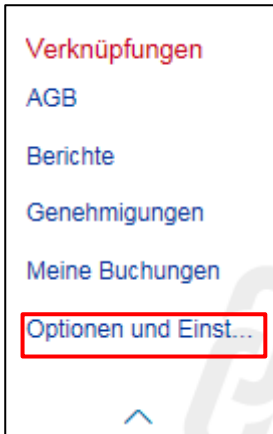 Verknüpfungen
AGB
Berichte
Genehmigungen
Meine Buchungen
Optionen und Einst...